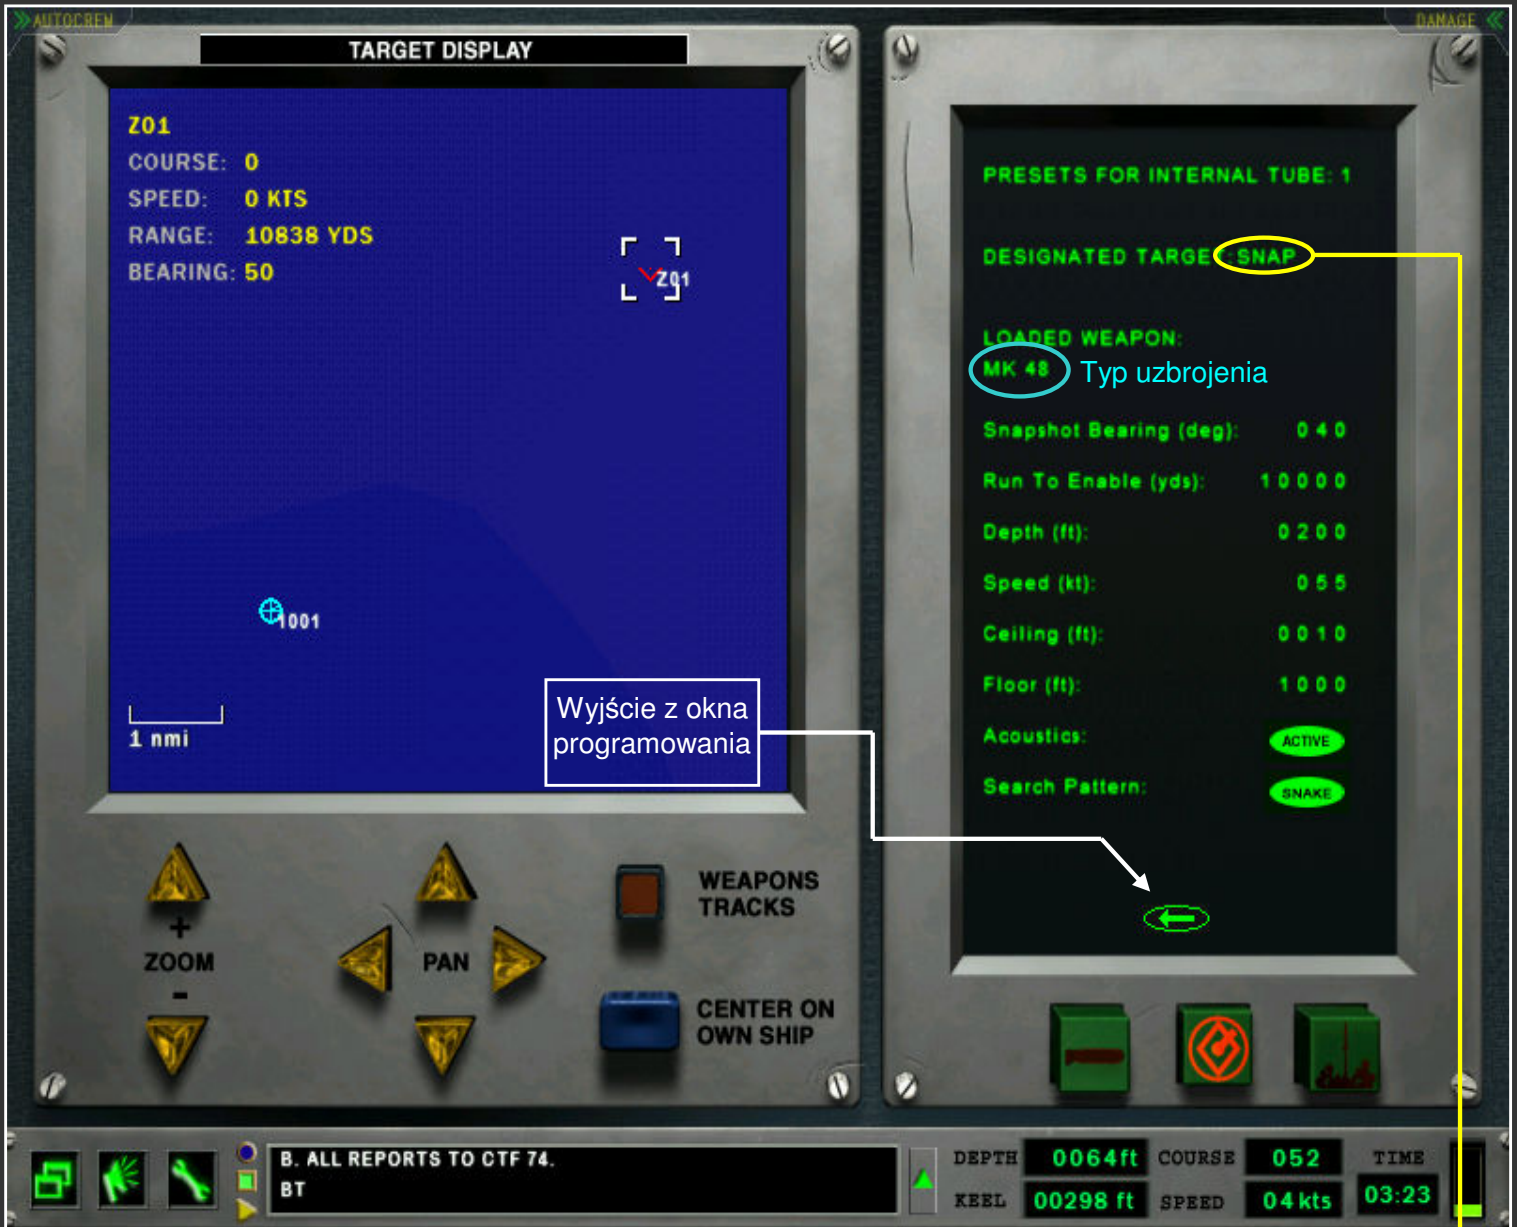 AUTOCREW
DAMAGE
TARGET DISPLAY
Z01
COURSE: 0
SPEED: 0 KTS
RANGE: 10838 YDS
BEARING: 50
Z01
1001
1 nmi
Wyjście z okna
programowania
PRESETS FOR INTERNAL TUBE: 1
DESIGNATED TARGET: SNAP
LOADED WEAPON:
MK 48 Typ uzbrojenia
Snapshot Bearing (deg): 040
Run To Enable (yds): 10000
Depth (ft): 0200
Speed (kt): 055
Ceiling (ft): 0010
Floor (ft): 1000
Acoustics: ACTIVE
Search Pattern: SNAKE
+
ZOOM
-
PAN
WEAPONS
TRACKS
CENTER ON
OWN SHIP
B. ALL REPORTS TO CTF 74.
BT
DEPTH 0064ft COURSE 052 TIME
KEEL 00298 ft SPEED 04 kts 03:23